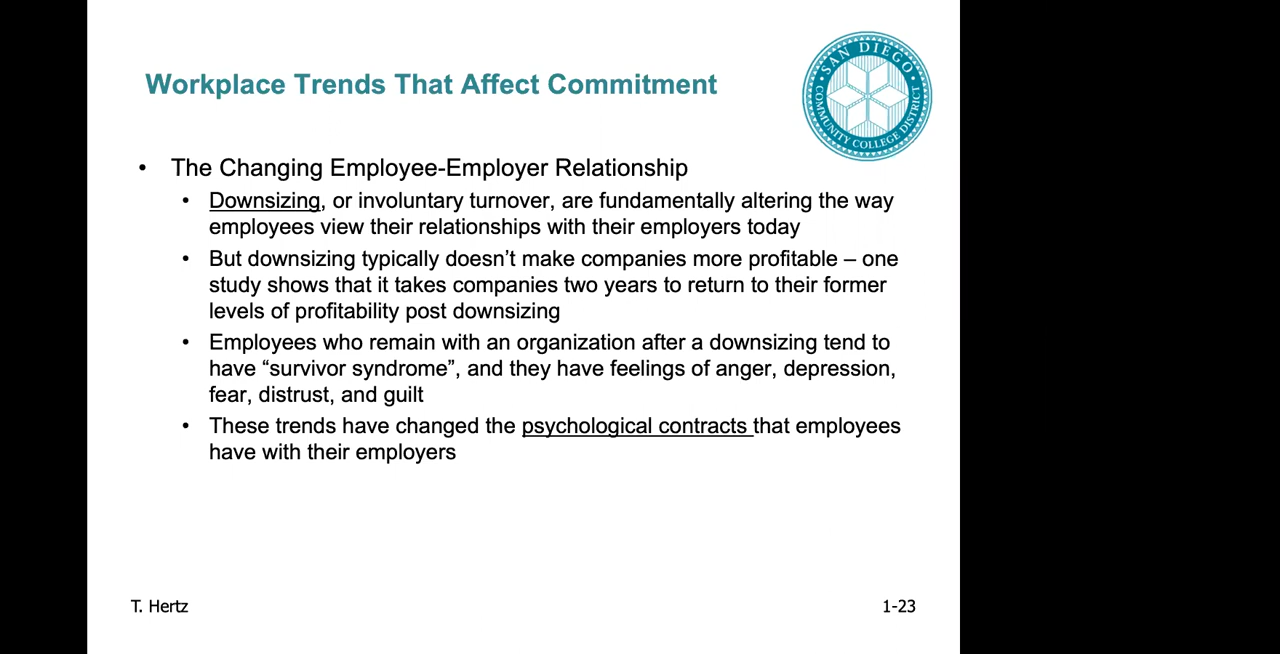 Workplace Trends That Affect Commitment
SAN DIEGO
COMMUNITY COLLEGE DISTRICT
• The Changing Employee-Employer Relationship
• Downsizing, or involuntary turnover, are fundamentally altering the way
employees view their relationships with their employers today
• But downsizing typically doesn’t make companies more profitable – one
study shows that it takes companies two years to return to their former
levels of profitability post downsizing
• Employees who remain with an organization after a downsizing tend to
have “survivor syndrome”, and they have feelings of anger, depression,
fear, distrust, and guilt
• These trends have changed the psychological contracts that employees
have with their employers
T. Hertz
1-23